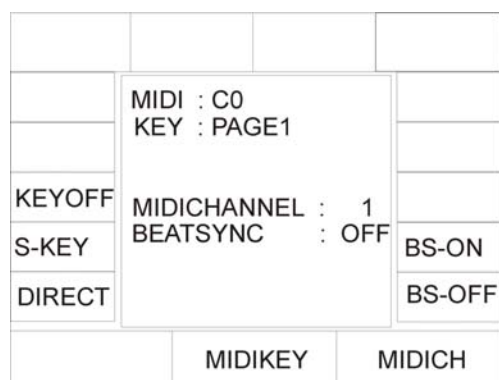 MIDI : C0
KEY : PAGE1
KEYOFF
MIDICHANNEL : 1
S-KEY
BEATSYNC : OFF
BS-ON
DIRECT
BS-OFF
MIDIKEY
MIDICH